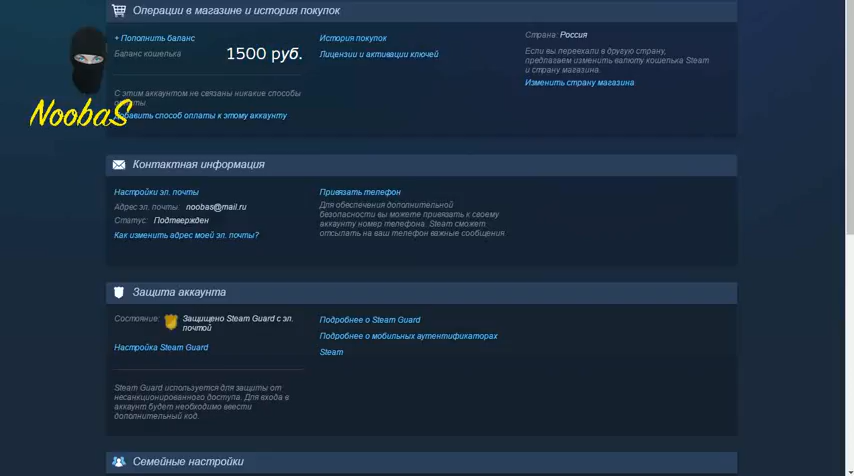 Операции в магазине и история покупок
+ Пополнить баланс
Баланс кошелька 1500 руб.
С этим аккаунтом не связаны никакие способы
оплаты
Добавить способ оплаты к этому аккаунту
История покупок
Лицензии и активации ключей
Страна: Россия
Если вы переехали в другую страну,
предлагаем изменить валюту кошелька Steam
и страну магазина.
Изменить страну магазина
NoobaS
Контактная информация
Настройки эл. почты
Адрес эл. почты: noobas@mail.ru
Статус: Подтвержден
Как изменить адрес моей эл. почты?
Привязать телефон
Для обеспечения дополнительной
безопасности вы можете привязать к своему
аккаунту номер телефона. Steam сможет
отсылать на ваш телефон важные сообщения
Защита аккаунта
Состояние: Защищено Steam Guard с эл.
почтой
Настройка Steam Guard
Steam Guard используется для защиты от
несанкционированного доступа. Для входа в
аккаунт будет необходимо ввести
дополнительный код.
Подробнее о Steam Guard
Подробнее о мобильных аутентификаторах
Steam
Семейные настройки